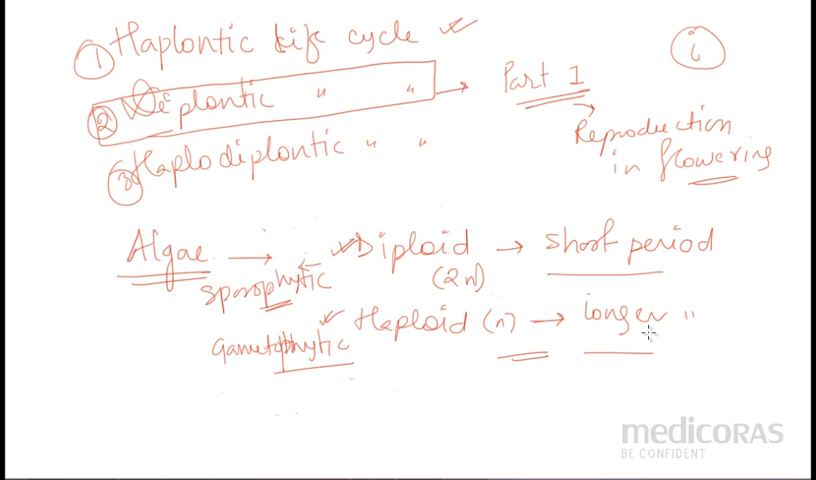 ① Haplontic life cycle ✓
② Diplontic " " → Part 1
Reproduction
in flowering
③ Haplodiplontic " "
i
Algae → Diploid → short period
sporophytic (2n)
Haploid (n) → longer "
Gametophytic
medicoRAS
BE CONFIDENT